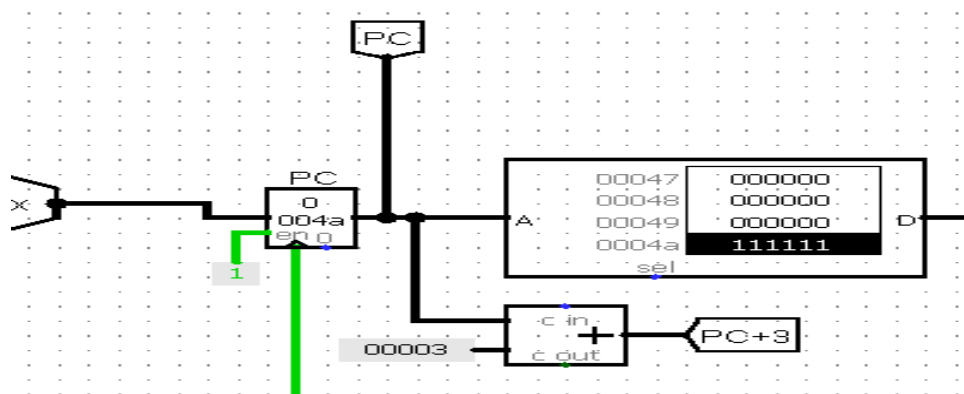 PC
x
PC
0
004a
en 0
1
A
00047 000000
00048 000000
00049 000000
0004a 111111
D
sel
c in
+
c out
00003
PC+3